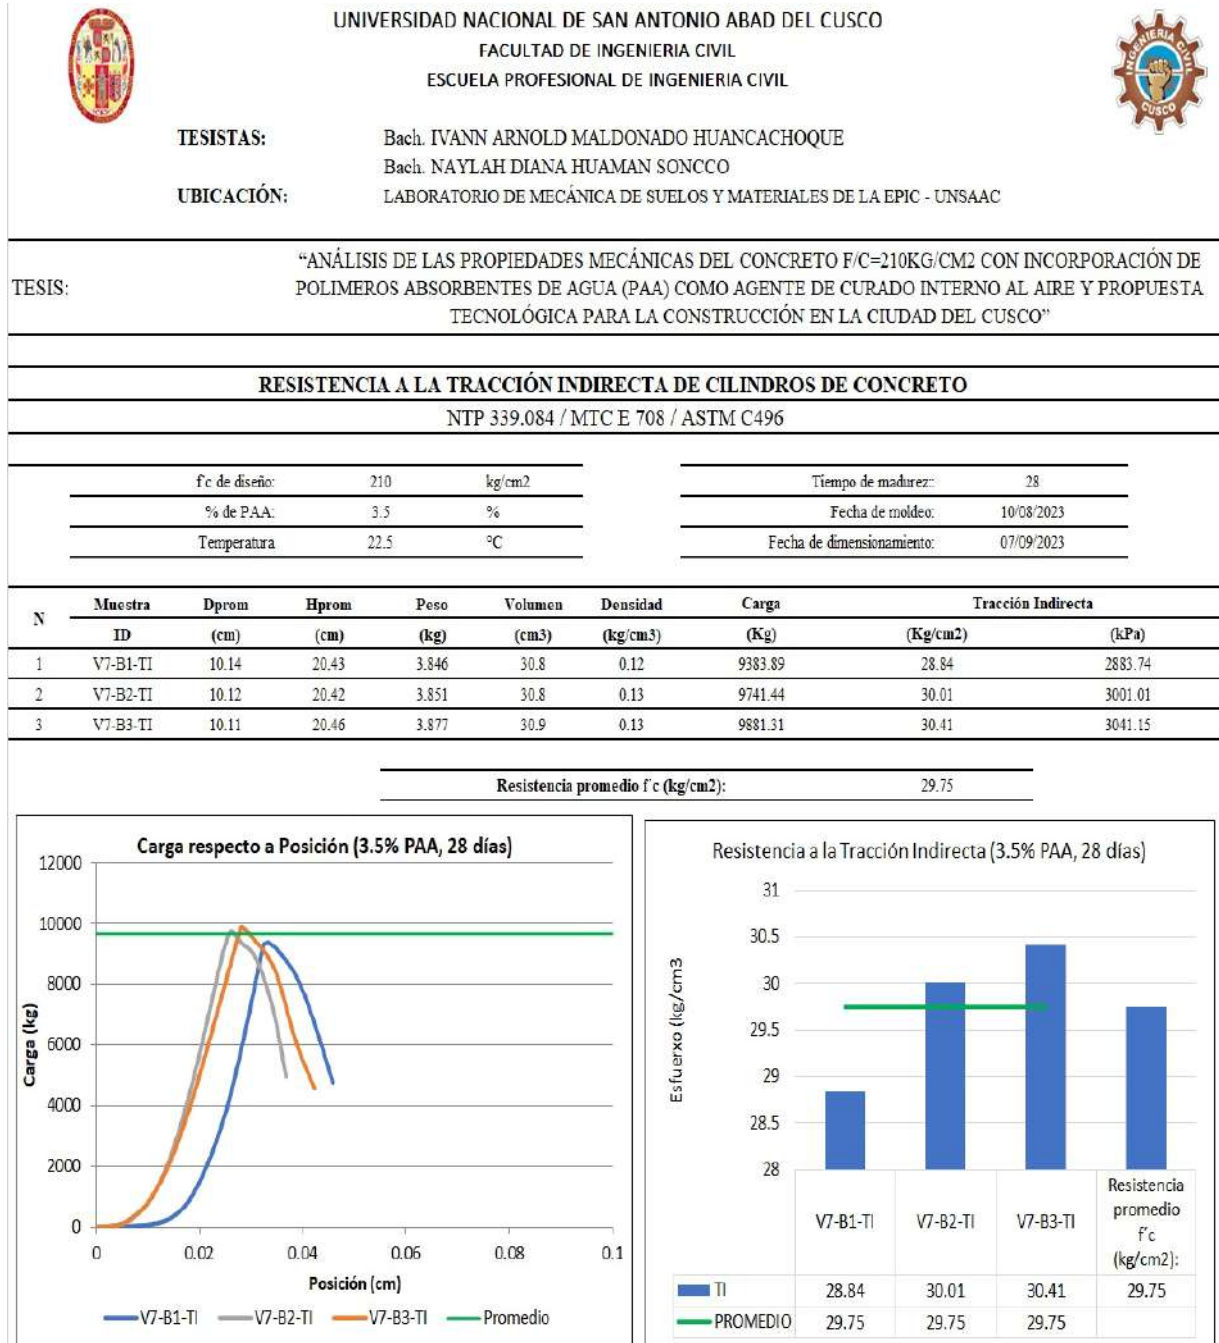 UNIVERSIDAD NACIONAL DE SAN ANTONIO ABAD DEL CUSCO
FACULTAD DE INGENIERIA CIVIL
ESCUELA PROFESIONAL DE INGENIERIA CIVIL
INGENIERIA CIVIL
CUSCO
TESISTAS: Bach. IVANN ARNOLD MALDONADO HUANCACHOQUE
Bach. NAYLAH DIANA HUAMAN SONCCO
UBICACIÓN: LABORATORIO DE MECÁNICA DE SUELOS Y MATERIALES DE LA EPIC - UNSAAC
TESIS: “ANÁLISIS DE LAS PROPIEDADES MECÁNICAS DEL CONCRETO F/C=210KG/CM2 CON INCORPORACIÓN DE
POLIMEROS ABSORBENTES DE AGUA (PAA) COMO AGENTE DE CURADO INTERNO AL AIRE Y PROPUESTA
TECNOLÓGICA PARA LA CONSTRUCCIÓN EN LA CIUDAD DEL CUSCO”
RESISTENCIA A LA TRACCIÓN INDIRECTA DE CILINDROS DE CONCRETO
NTP 339.084 / MTC E 708 / ASTM C496
f'c de diseño: 210 kg/cm2 Tiempo de madurez:: 28
% de PAA: 3.5 % Fecha de moldeo: 10/08/2023
Temperatura 22.5 °C Fecha de dimensionamiento: 07/09/2023
N Muestra Dprom Hprom Peso Volumen Densidad Carga Tracción Indirecta
ID (cm) (cm) (kg) (cm3) (kg/cm3) (Kg) (Kg/cm2) (kPa)
1 V7-B1-TI 10.14 20.43 3.846 30.8 0.12 9383.89 28.84 2883.74
2 V7-B2-TI 10.12 20.42 3.851 30.8 0.13 9741.44 30.01 3001.01
3 V7-B3-TI 10.11 20.46 3.877 30.9 0.13 9881.31 30.41 3041.15
Resistencia promedio f´c (kg/cm2): 29.75
Carga respecto a Posición (3.5% PAA, 28 días)
12000
10000
8000
6000
4000
2000
0
Carga (kg)
0 0.02 0.04 0.06 0.08 0.1
Posición (cm)
V7-B1-TI V7-B2-TI V7-B3-TI Promedio
Resistencia a la Tracción Indirecta (3.5% PAA, 28 días)
31
30.5
30
29.5
29
28.5
28
Esfuerxo (kg/cm3
V7-B1-TI V7-B2-TI V7-B3-TI Resistencia
promedio
f´c
(kg/cm2):
TI 28.84 30.01 30.41 29.75
PROMEDIO 29.75 29.75 29.75